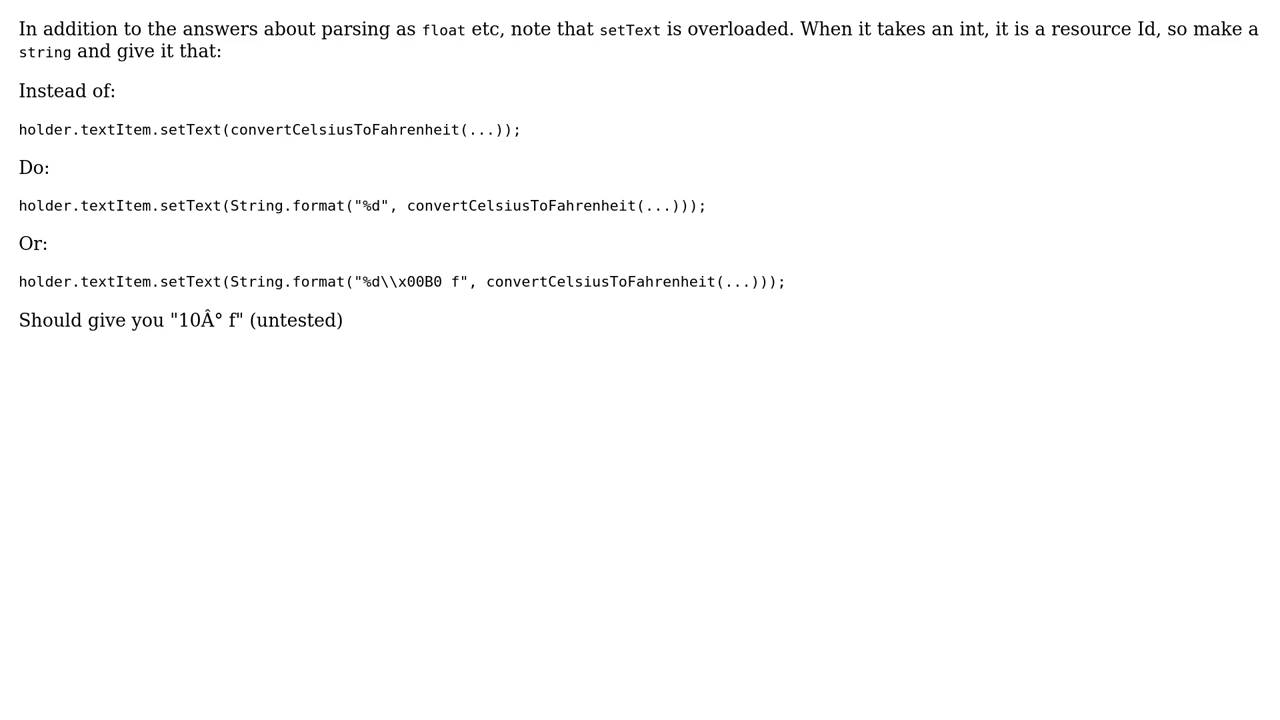 In addition to the answers about parsing as float etc, note that setText is overloaded. When it takes an int, it is a resource Id, so make a
string and give it that:
Instead of:
holder.textItem.setText(convertCelsiusToFahrenheit(...));
Do:
holder.textItem.setText(String.format("%d", convertCelsiusToFahrenheit(...)));
Or:
holder.textItem.setText(String.format("%d\\x00B0 f", convertCelsiusToFahrenheit(...)));
Should give you "10Â° f" (untested)